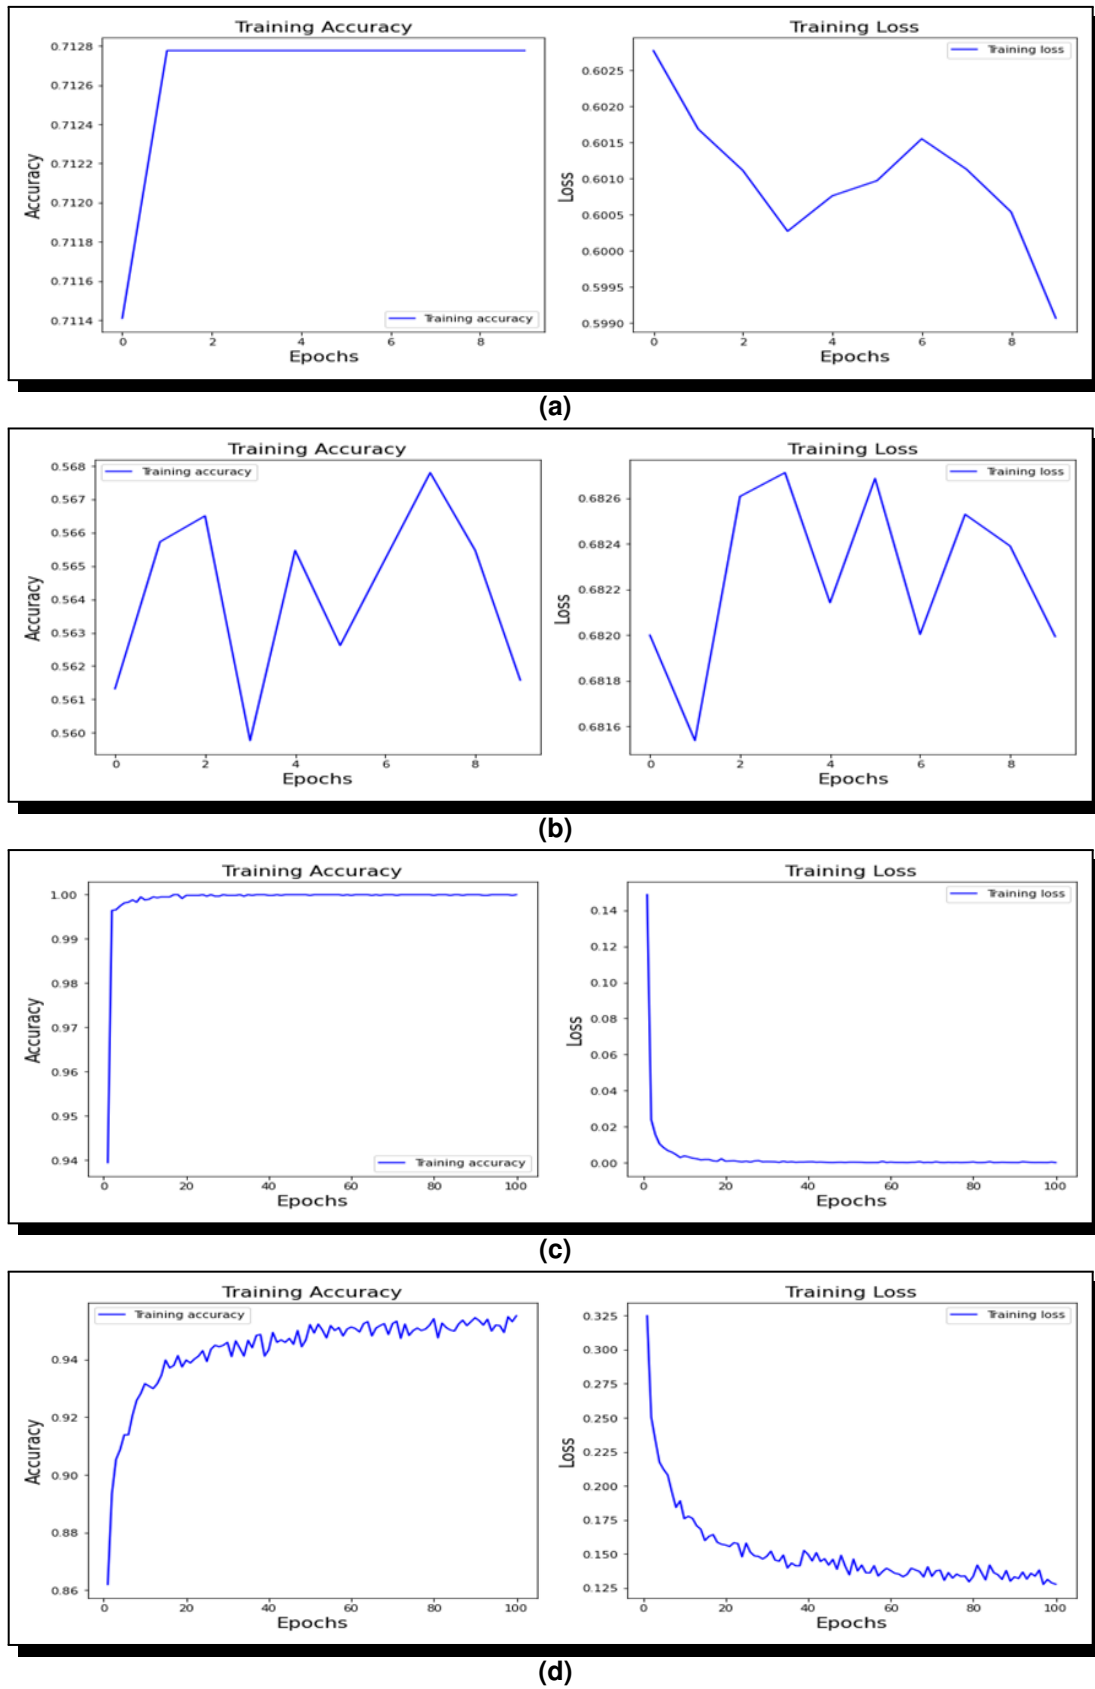 Training Accuracy
0.7128
0.7126
0.7124
0.7122
0.7120
0.7118
0.7116
0.7114
Accuracy
Training accuracy
0 2 4 6 8
Epochs
Training Loss
Training loss
0.6025
0.6020
0.6015
0.6010
0.6005
0.6000
0.5995
0.5990
Loss
0 2 4 6 8
Epochs
(a)
Training Accuracy
Training accuracy
0.568
0.567
0.566
0.565
0.564
0.563
0.562
0.561
0.560
Accuracy
0 2 4 6 8
Epochs
Training Loss
Training loss
0.6826
0.6824
0.6822
0.6820
0.6818
0.6816
Loss
0 2 4 6 8
Epochs
(b)
Training Accuracy
1.00
0.99
0.98
0.97
0.96
0.95
0.94
Accuracy
Training accuracy
0 20 40 60 80 100
Epochs
Training Loss
Training loss
0.14
0.12
0.10
0.08
0.06
0.04
0.02
0.00
Loss
0 20 40 60 80 100
Epochs
(c)
Training Accuracy
Training accuracy
0.94
0.92
0.90
0.88
0.86
Accuracy
0 20 40 60 80 100
Epochs
Training Loss
Training loss
0.325
0.300
0.275
0.250
0.225
0.200
0.175
0.150
0.125
Loss
0 20 40 60 80 100
Epochs
(d)